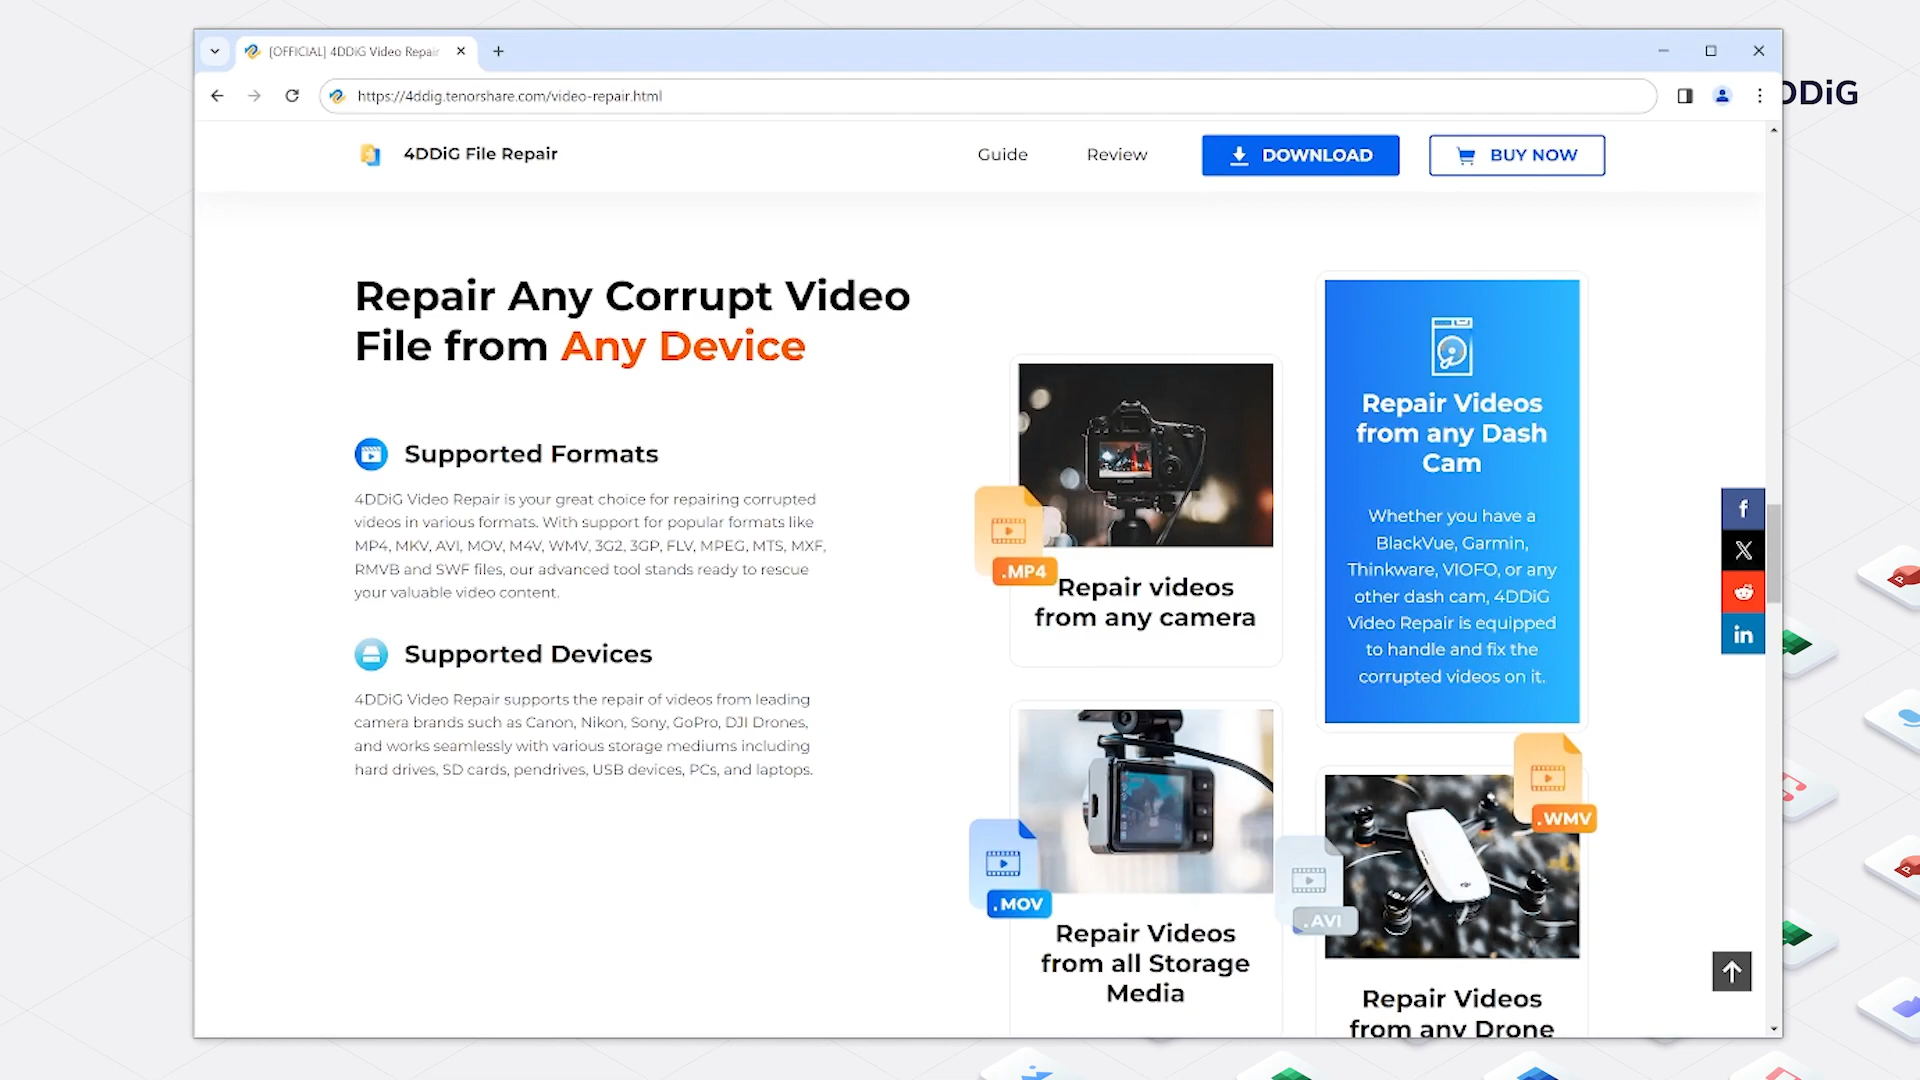 [OFFICIAL] 4DDiG Video Repair
https://4ddig.tenorshare.com/video-repair.html
DDiG
4DDiG File Repair
Guide
Review
DOWNLOAD
BUY NOW
Repair Any Corrupt Video
File from Any Device
Supported Formats
4DDiG Video Repair is your great choice for repairing corrupted
videos in various formats. With support for popular formats like
MP4, MKV, AVI, MOV, M4V, WMV, 3G2, 3GP, FLV, MPEG, MTS, MXF,
RMVB and SWF files, our advanced tool stands ready to rescue
your valuable video content.
Supported Devices
4DDiG Video Repair supports the repair of videos from leading
camera brands such as Canon, Nikon, Sony, GoPro, DJI Drones,
and works seamlessly with various storage mediums including
hard drives, SD cards, pendrives, USB devices, PCs, and laptops.
.MP4
Repair videos
from any camera
Repair Videos
from any Dash
Cam
Whether you have a
BlackVue, Garmin,
Thinkware, VIOFO, or any
other dash cam, 4DDiG
Video Repair is equipped
to handle and fix the
corrupted videos on it.
.MOV
Repair Videos
from all Storage
Media
.WMV
.AVI
Repair Videos
from any Drone